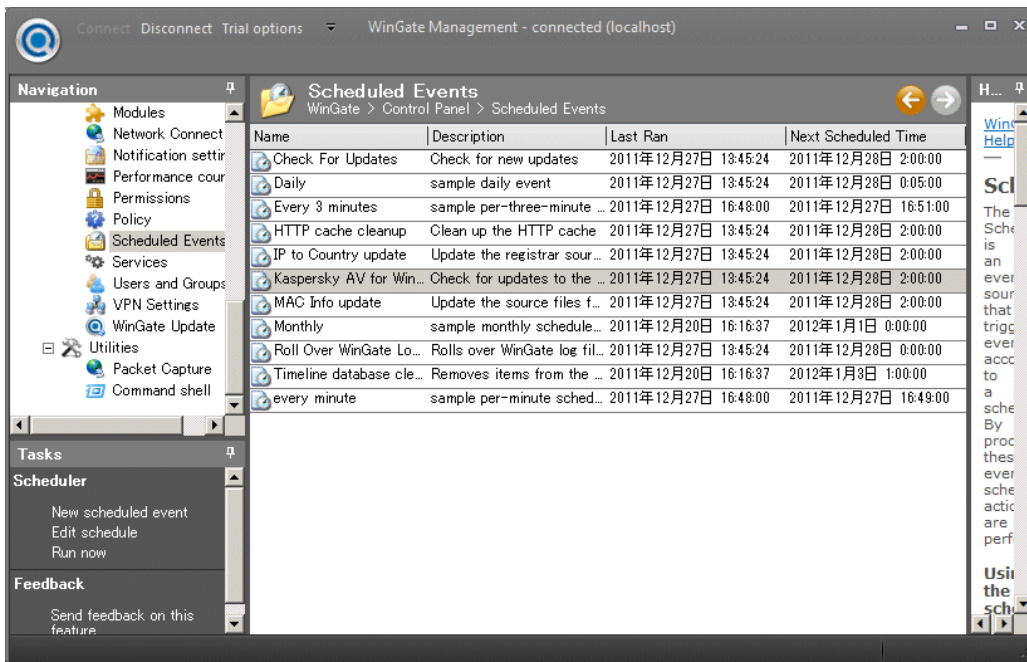 Connect Disconnect Trial options WinGate Management - connected (localhost)
Navigation
Modules
Network Connect
Notification settir
Performance cour
Permissions
Policy
Scheduled Events
Services
Users and Groups
VPN Settings
WinGate Update
Utilities
Packet Capture
Command shell
Tasks
Scheduler
New scheduled event
Edit schedule
Run now
Feedback
Send feedback on this
feature
Scheduled Events
WinGate > Control Panel > Scheduled Events
Name Description Last Ran Next Scheduled Time
Check For Updates Check for new updates 2011年12月27日 13:45:24 2011年12月28日 2:00:00
Daily sample daily event 2011年12月27日 13:45:24 2011年12月28日 0:05:00
Every 3 minutes sample per-three-minute ... 2011年12月27日 16:48:00 2011年12月27日 16:51:00
HTTP cache cleanup Clean up the HTTP cache 2011年12月27日 13:45:24 2011年12月28日 2:00:00
IP to Country update Update the registrar sour... 2011年12月27日 13:45:24 2011年12月28日 2:00:00
Kaspersky AV for Win... Check for updates to the ... 2011年12月27日 13:45:24 2011年12月28日 2:00:00
MAC Info update Update the source files f... 2011年12月27日 13:45:24 2011年12月28日 2:00:00
Monthly sample monthly schedule... 2011年12月20日 16:16:37 2012年1月1日 0:00:00
Roll Over WinGate Lo... Rolls over WinGate log fil... 2011年12月27日 13:45:24 2011年12月28日 0:00:00
Timeline database cle... Removes items from the ... 2011年12月20日 16:16:37 2012年1月3日 1:00:00
every minute sample per-minute sched... 2011年12月27日 16:48:00 2011年12月27日 16:49:00
H...
WinG
Help
Scl
The
Sche
is
an
ever
sour
that
trigg
ever
acco
to
a
sche
By
proc
thes
ever
sche
actic
are
perf
Usi
the
sch